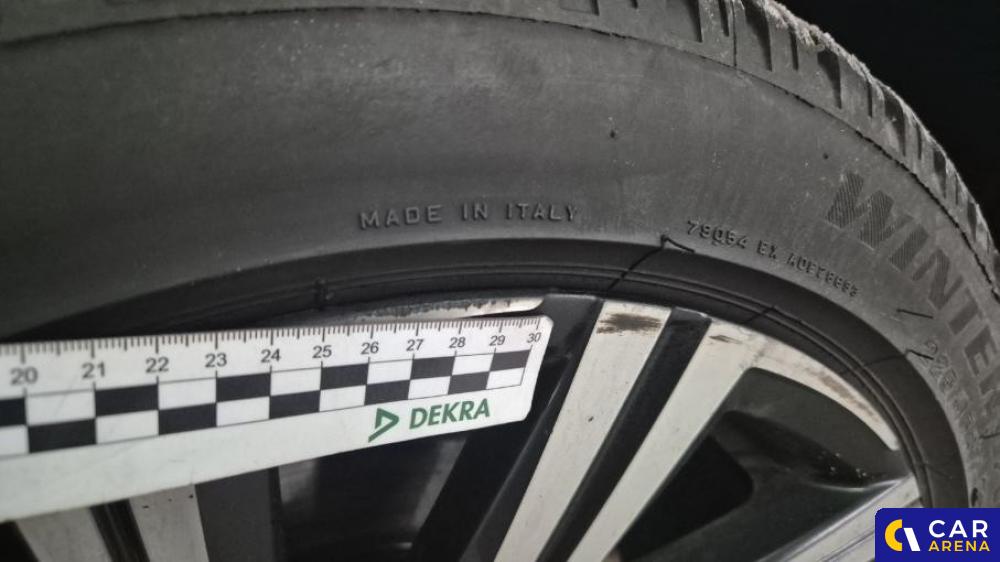 MADE IN ITALY
WINTER
20 21 22 23 24 25 26 27 28 29 30
DEKRA
CAR
ARENA